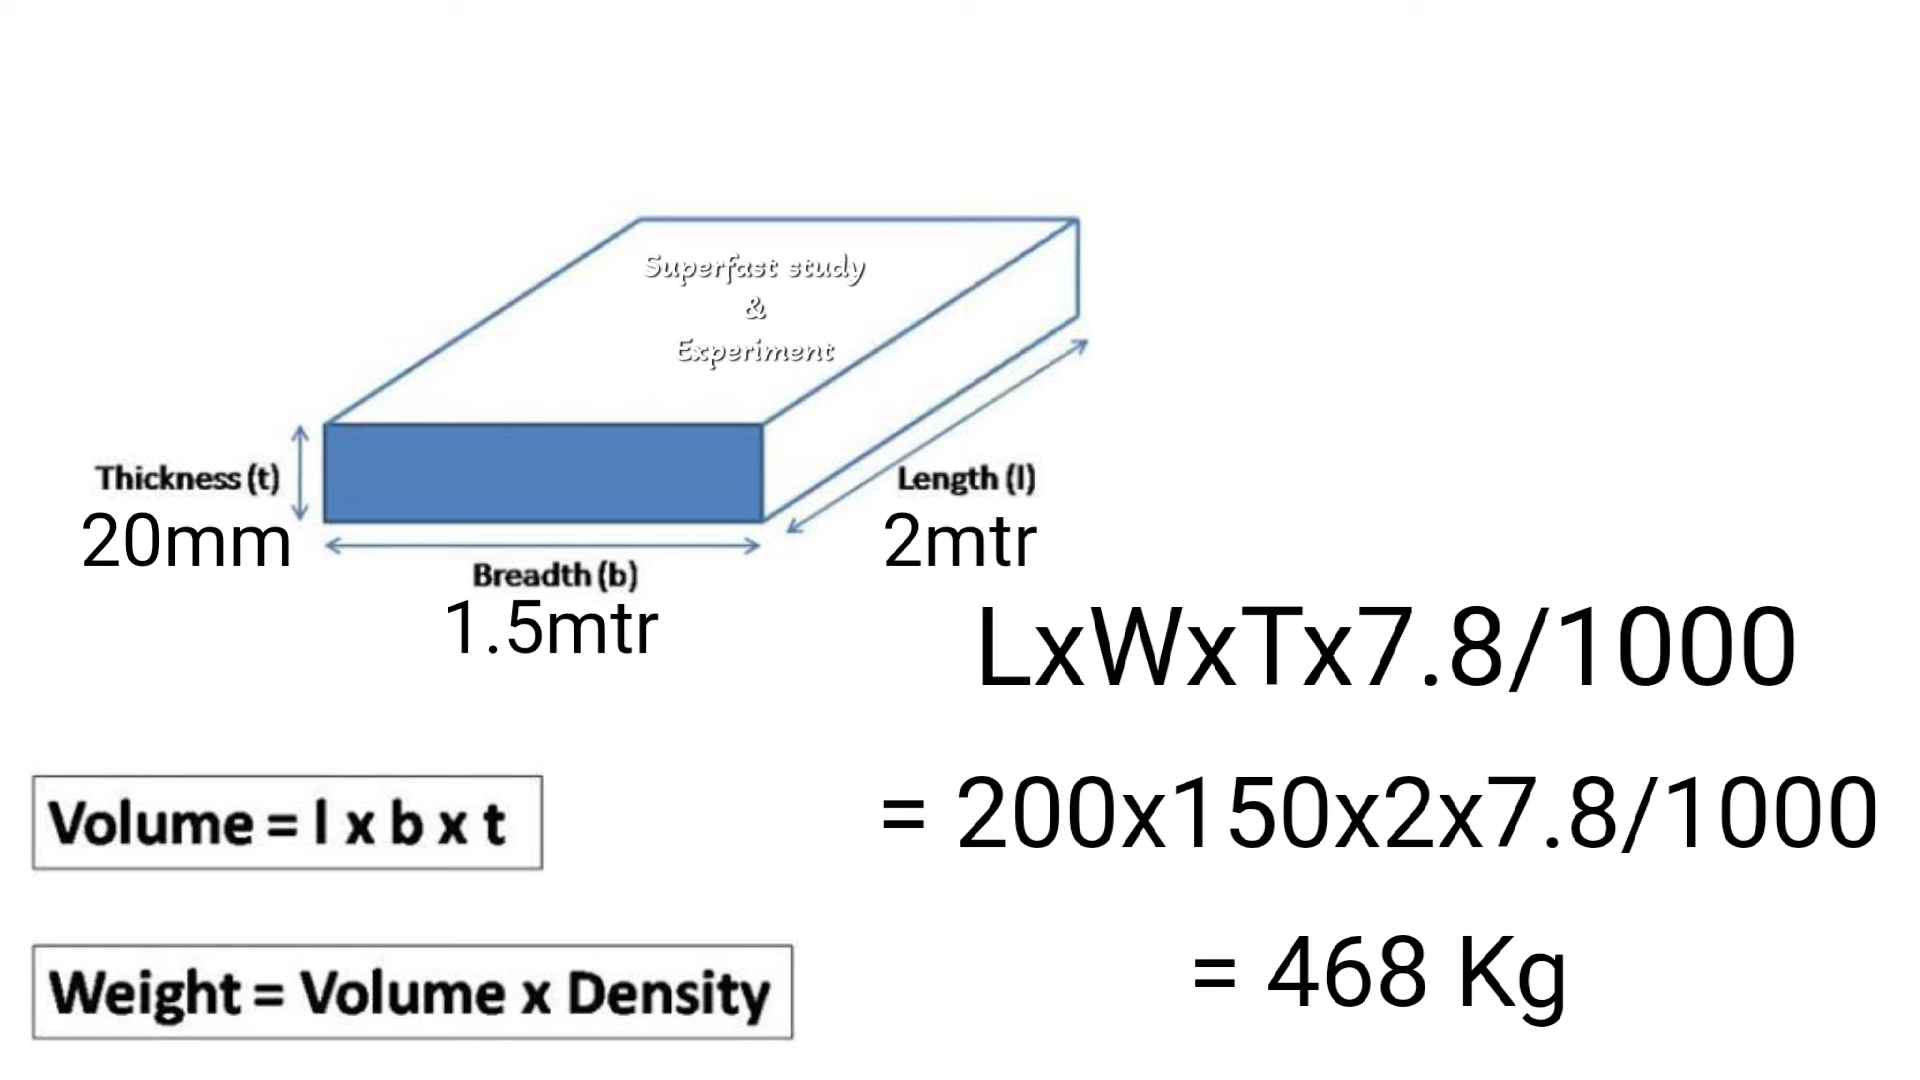 Superfast study
&
Experiment
Thickness (t)
20mm
Breadth (b)
1.5mtr
Length (l)
2mtr
LxWxTx7.8/1000
= 200x150x2x7.8/1000
= 468 Kg
Volume = l x b x t
Weight = Volume x Density